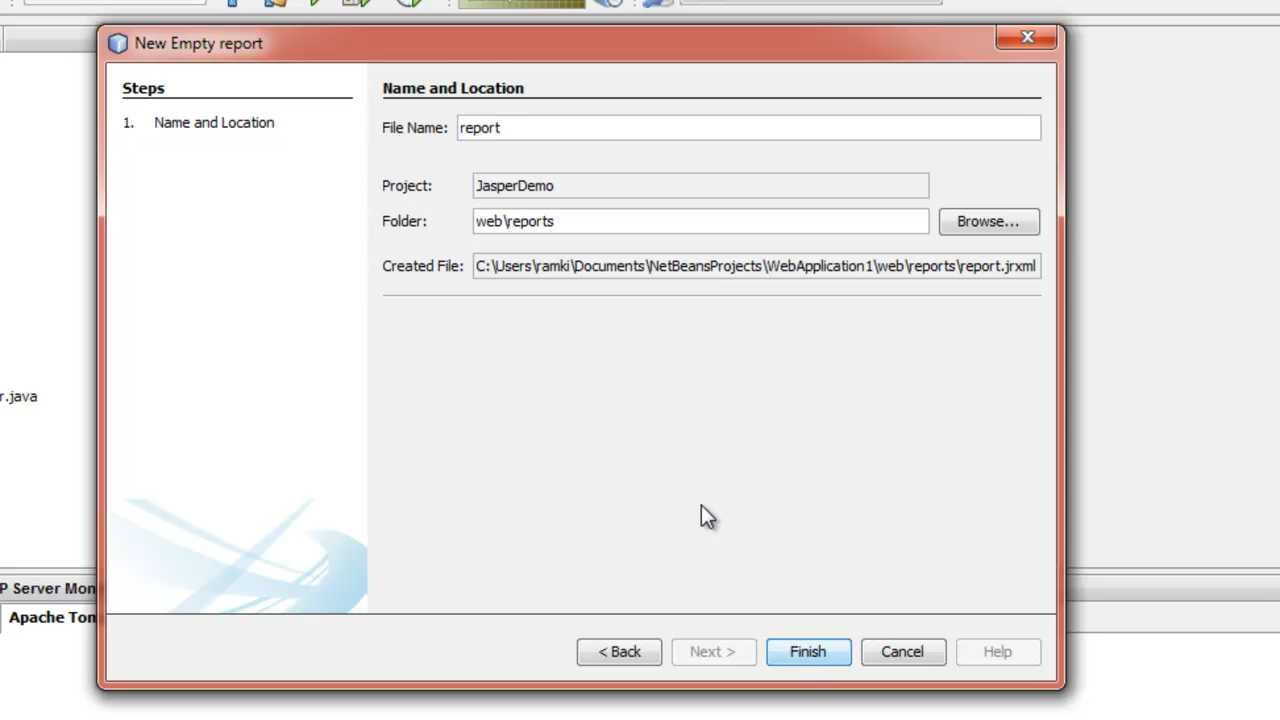 New Empty report
Steps
1. Name and Location
Name and Location
File Name: report
Project: JasperDemo
Folder: web\reports Browse...
Created File: C:\Users\ramki\Documents\NetBeansProjects\WebApplication1\web\reports\report.jrxml
r.java
P Server Mon
Apache Tom
< Back Next > Finish Cancel Help